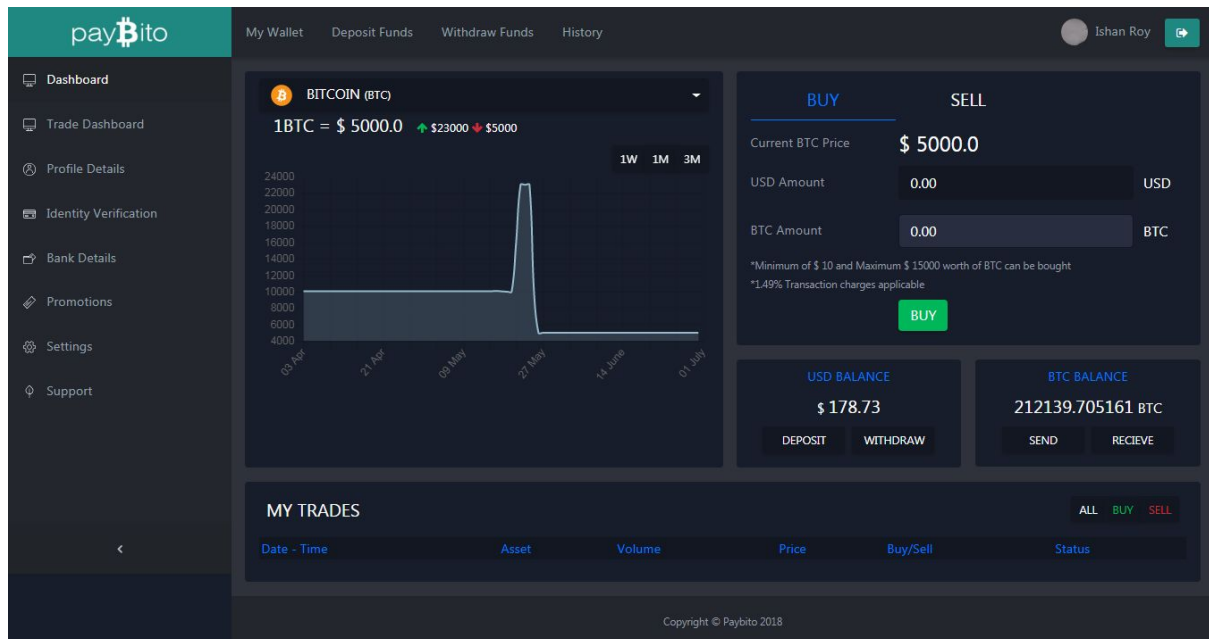 pay₿ito
My Wallet Deposit Funds Withdraw Funds History Ishan Roy
Dashboard
Trade Dashboard
Profile Details
Identity Verification
Bank Details
Promotions
Settings
Support
BITCOIN (BTC)
1BTC = $ 5000.0 $23000 $5000
1W 1M 3M
24000
22000
20000
18000
16000
14000
12000
10000
8000
6000
4000
03 Apr 21 Apr 09 May 27 May 14 June 01 July
BUY SELL
Current BTC Price $ 5000.0
USD Amount 0.00 USD
BTC Amount 0.00 BTC
*Minimum of $ 10 and Maximum $ 15000 worth of BTC can be bought
*1.49% Transaction charges applicable
BUY
USD BALANCE
$ 178.73
DEPOSIT WITHDRAW
BTC BALANCE
212139.705161 BTC
SEND RECIEVE
MY TRADES ALL BUY SELL
Date - Time Asset Volume Price Buy/Sell Status
Copyright © Paybito 2018